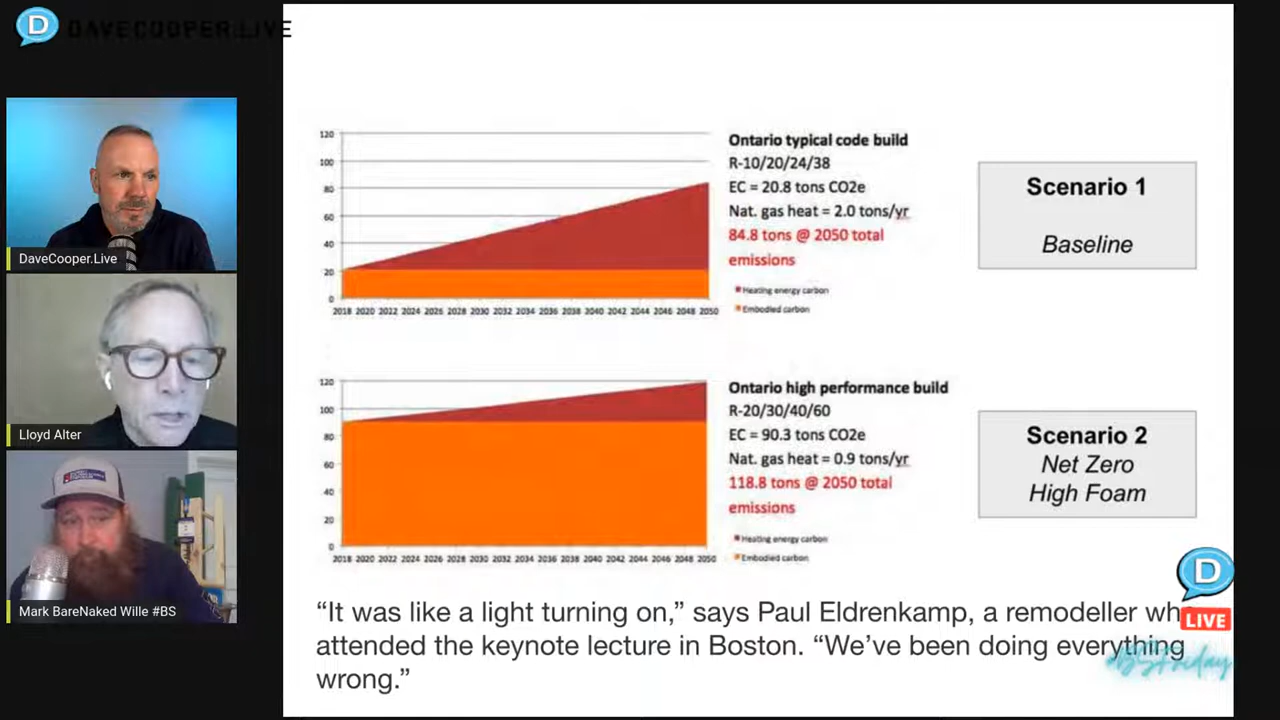 DAVECOOPER.LIVE
DaveCooper.Live
Lloyd Alter
Mark BareNaked Wille #BS
120
100
80
60
40
20
0
2018 2020 2022 2024 2026 2028 2030 2032 2034 2036 2038 2040 2042 2044 2046 2048 2050
Ontario typical code build
R-10/20/24/38
EC = 20.8 tons CO2e
Nat. gas heat = 2.0 tons/yr
84.8 tons @ 2050 total
emissions
Heating energy carbon
Embodied carbon
Scenario 1
Baseline
120
100
80
60
40
20
0
2018 2020 2022 2024 2026 2028 2030 2032 2034 2036 2038 2040 2042 2044 2046 2048 2050
Ontario high performance build
R-20/30/40/60
EC = 90.3 tons CO2e
Nat. gas heat = 0.9 tons/yr
118.8 tons @ 2050 total
emissions
Heating energy carbon
Embodied carbon
Scenario 2
Net Zero
High Foam
“It was like a light turning on,” says Paul Eldrenkamp, a remodeller who
attended the keynote lecture in Boston. “We’ve been doing everything
wrong.”
D
LIVE
#BSFriday
D